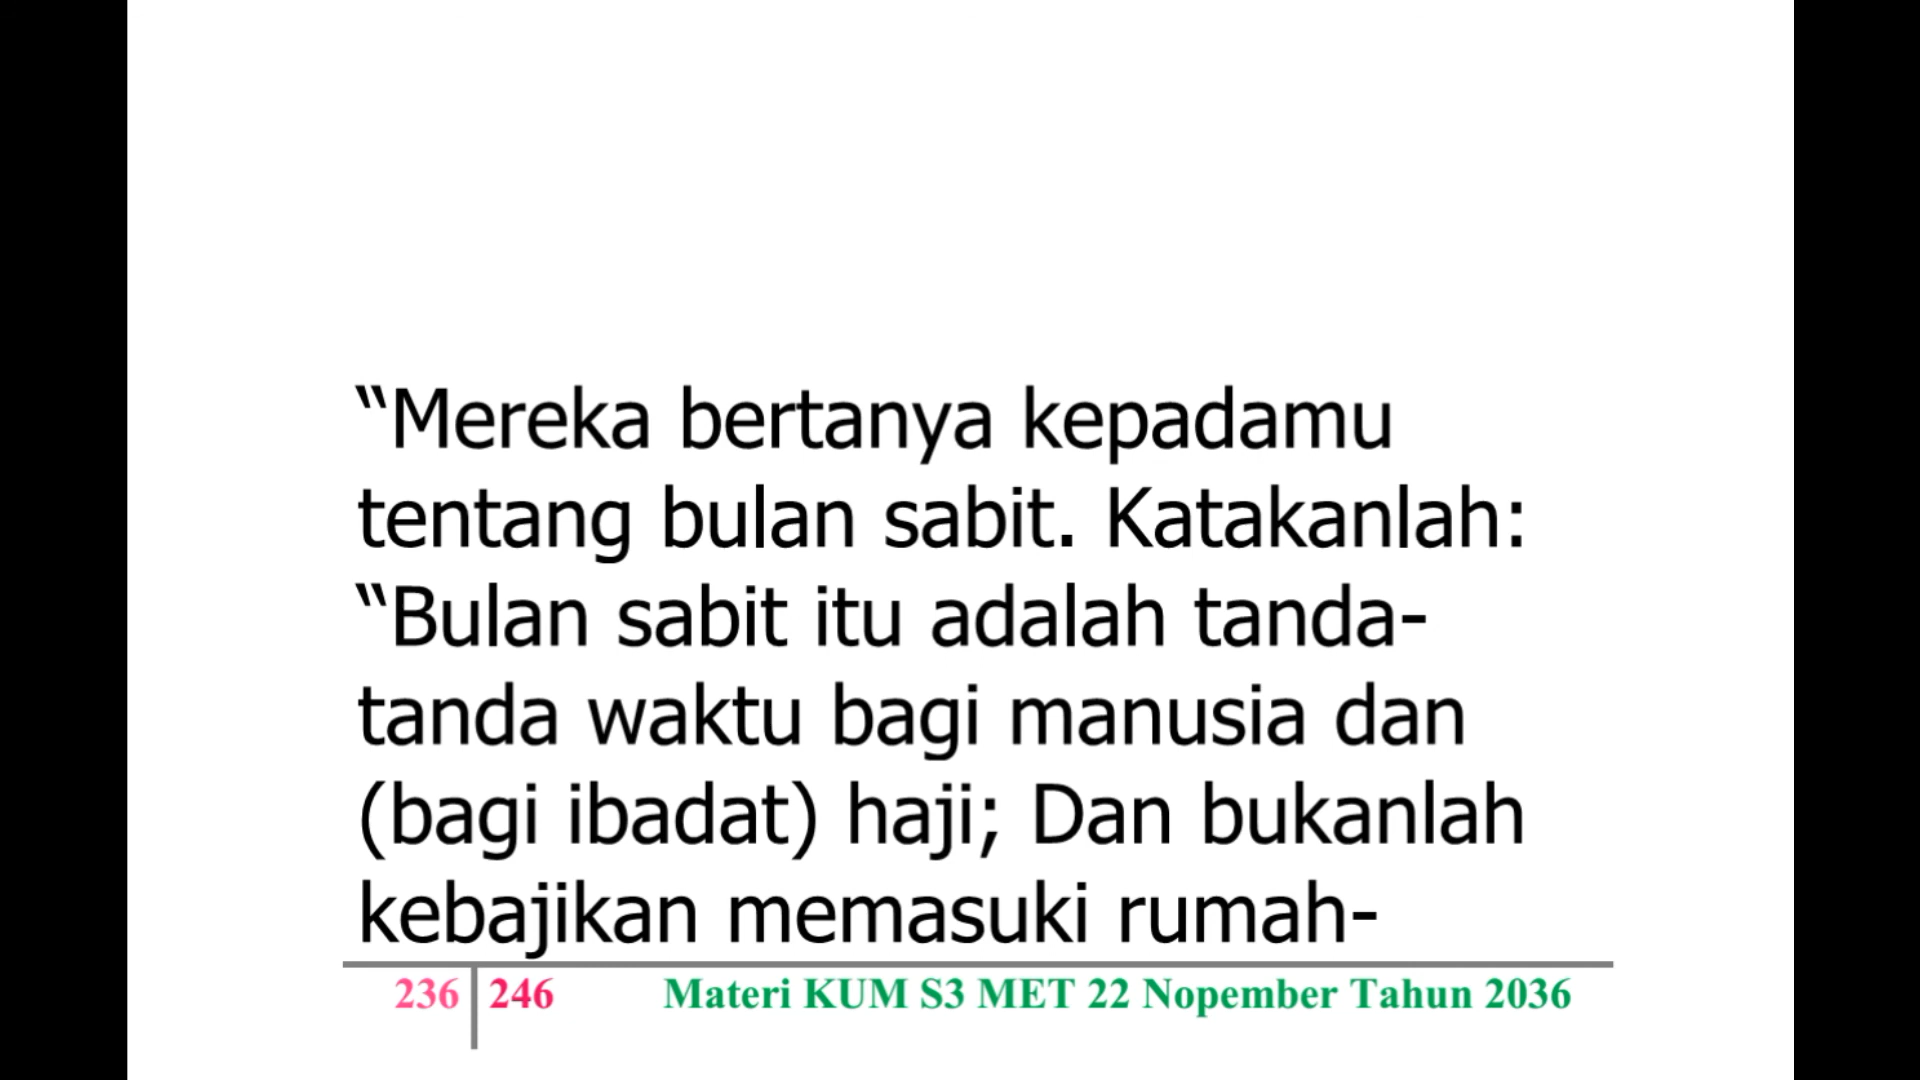 “Mereka bertanya kepadamu
tentang bulan sabit. Katakanlah:
“Bulan sabit itu adalah tanda-
tanda waktu bagi manusia dan
(bagi ibadat) haji; Dan bukanlah
kebajikan memasuki rumah-
236 246 Materi KUM S3 MET 22 Nopember Tahun 2036